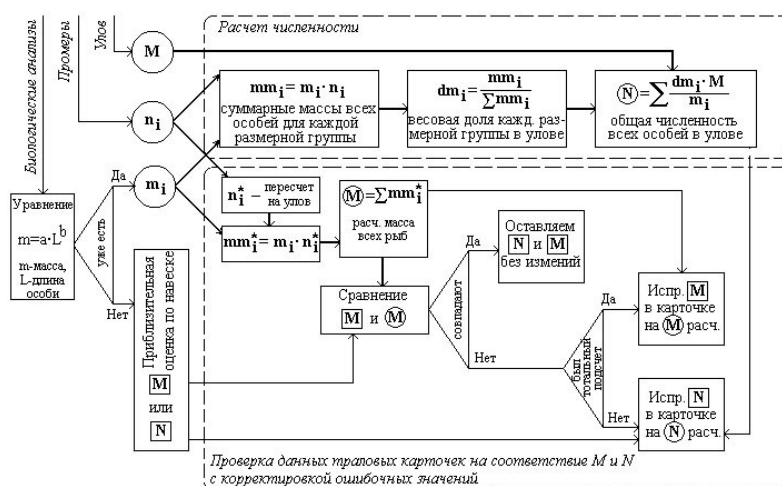 Биологические анализы
Промеры
Улов
Расчет численности
M
n_i
m_i
mm_i = m_i · n_i
суммарные массы всех
особей для каждой
размерной группы
dm_i = mm_i / ∑mm_i
весовая доля кажд. раз-
мерной группы в улове
N = ∑ dm_i · M / m_i
общая численность
всех особей в улове
Уравнение
m=a·L^b
m-масса,
L-длина
особи
уже есть
Да
Нет
Приблизительная
оценка по навеске
M
или
N
n_i^* – пересчет
на улов
mm_i^* = m_i · n_i^*
M = ∑mm_i^*
расч. масса
всех рыб
Сравнение
M и M
совпадают
Да
Нет
Оставляем
N и M
без изменений
был
тотальный
подсчет
Да
Нет
Испр. M
в карточке
на M расч.
Испр. N
в карточке
на N расч.
Проверка данных траловых карточек на соответствие M и N
с корректировкой ошибочных значений